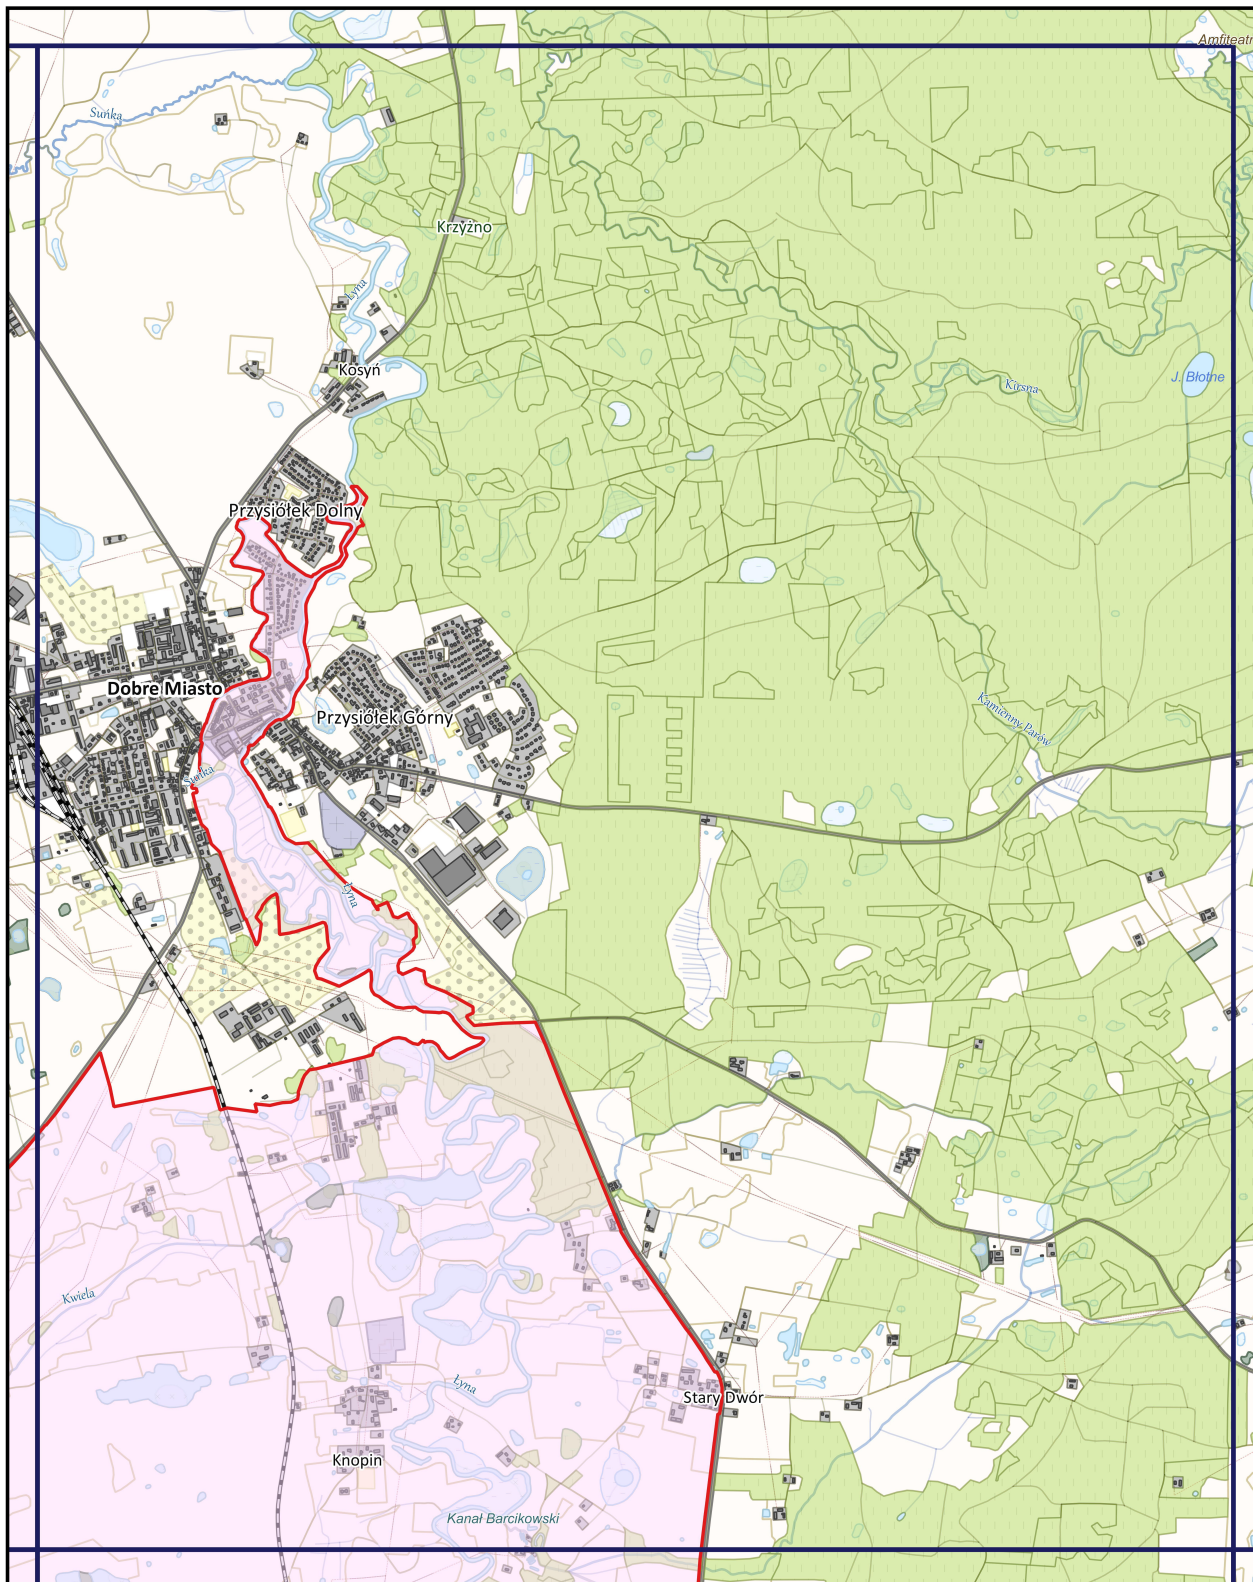 Amfiteatr
Suńka
Krzyżno
Łyna
Kosyń
J. Błotne
Kirsna
Przysiółek Dolny
Dobre Miasto
Kamienny Parów
Przysiółek Górny
Suńka
Łyna
Kwiela
Łyna
Stary Dwór
Knopin
Kanał Barcikowski